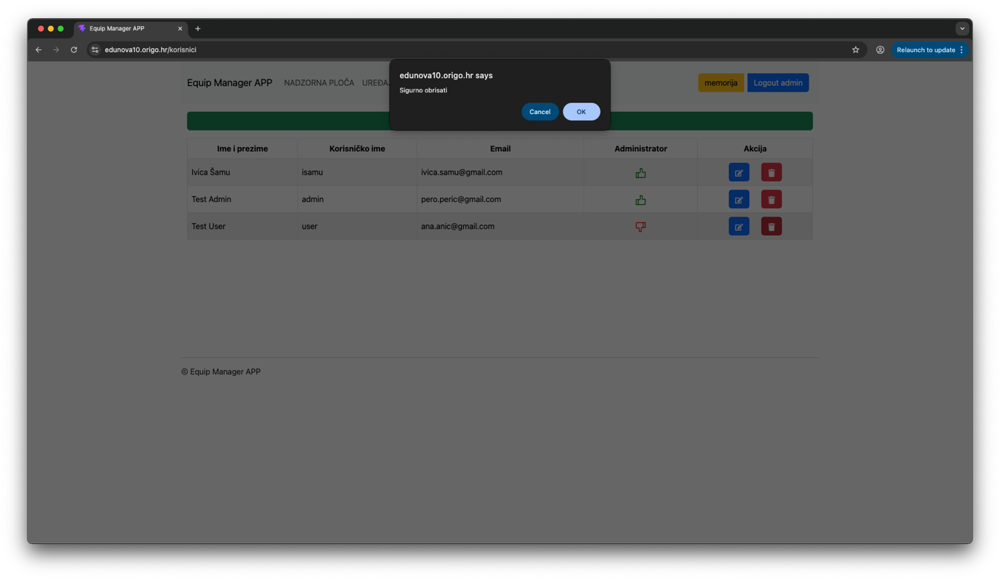 Equip Manager APP
edunova10.origo.hr/korisnici
Relaunch to update
edunova10.origo.hr says
Sigurno obrisati
Cancel
OK
Equip Manager APP
NADZORNA PLOČA
memorija
Logout admin
Ime i prezime Korisničko ime Email Administrator Akcija
Ivica Šamu isamu ivica.samu@gmail.com
Test Admin admin pero.peric@gmail.com
Test User user ana.anic@gmail.com
© Equip Manager APP